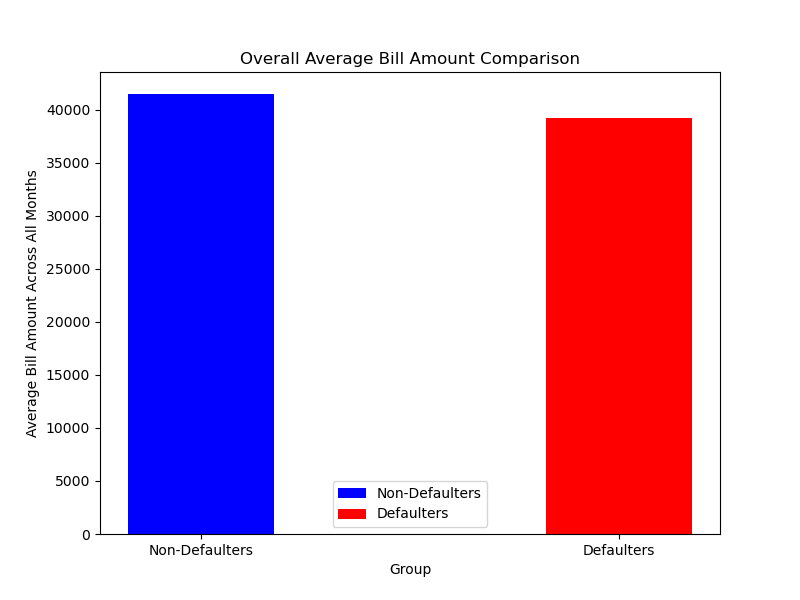 Overall Average Bill Amount Comparison
Average Bill Amount Across All Months
40000
35000
30000
25000
20000
15000
10000
5000
0
Non-Defaulters
Defaulters
Non-Defaulters
Defaulters
Group